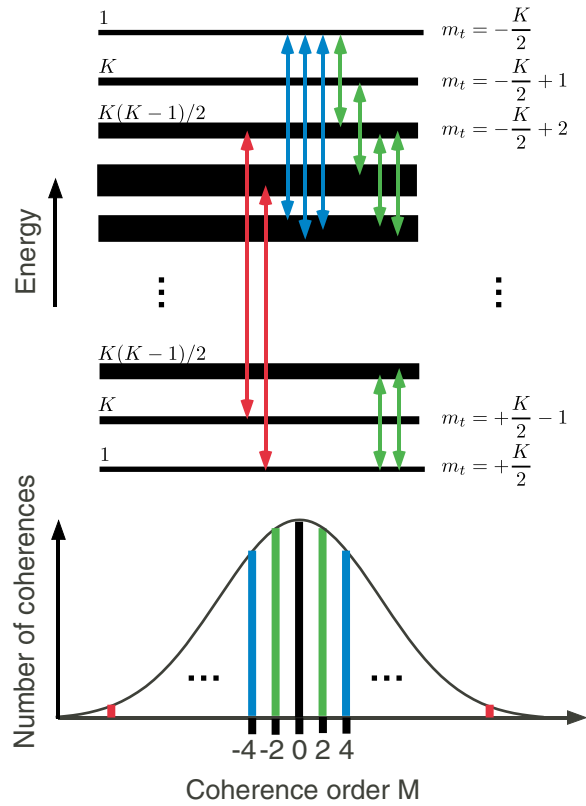 1
m_t = -K/2
K
m_t = -K/2 + 1
K(K − 1)/2
m_t = -K/2 + 2
Energy
K(K − 1)/2
K
m_t = +K/2 − 1
1
m_t = +K/2
Number of coherences
-4 -2 0 2 4
Coherence order M